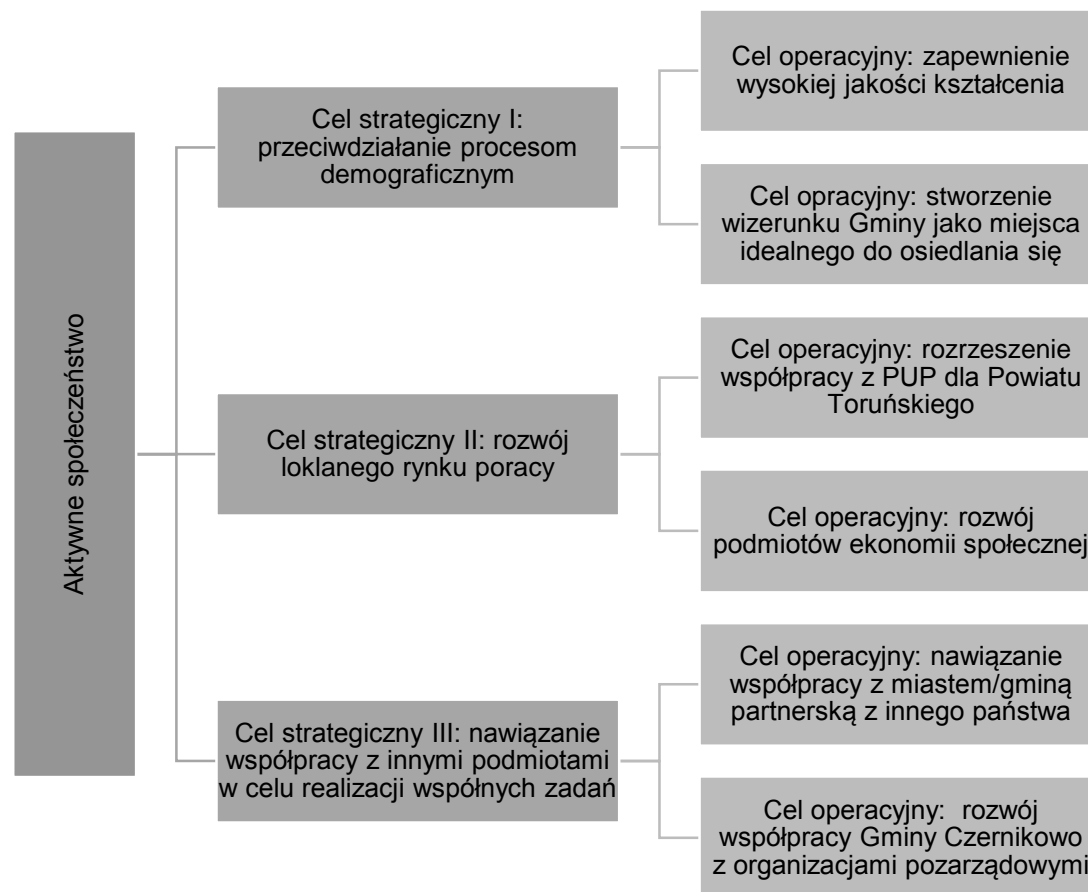 Aktywne społeczeństwo
Cel strategiczny I:
przeciwdziałanie procesom
demograficznym
Cel operacyjny: zapewnienie
wysokiej jakości kształcenia
Cel opracyjny: stworzenie
wizerunku Gminy jako miejsca
idealnego do osiedlania się
Cel strategiczny II: rozwój
loklanego rynku poracy
Cel operacyjny: rozrzeszenie
współpracy z PUP dla Powiatu
Toruńskiego
Cel operacyjny: rozwój
podmiotów ekonomii społecznej
Cel strategiczny III: nawiązanie
współpracy z innymi podmiotami
w celu realizacji wspólnych zadań
Cel operacyjny: nawiązanie
współpracy z miastem/gminą
partnerską z innego państwa
Cel operacyjny:  rozwój
współpracy Gminy Czernikowo
z organizacjami pozarządowymi